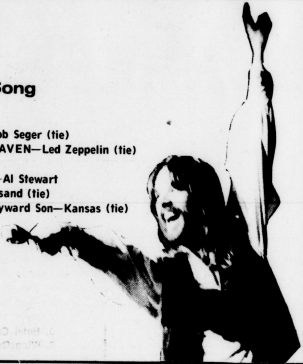 Song
ob Seger (tie)
AVEN—Led Zeppelin (tie)
-Al Stewart
sand (tie)
yward Son—Kansas (tie)